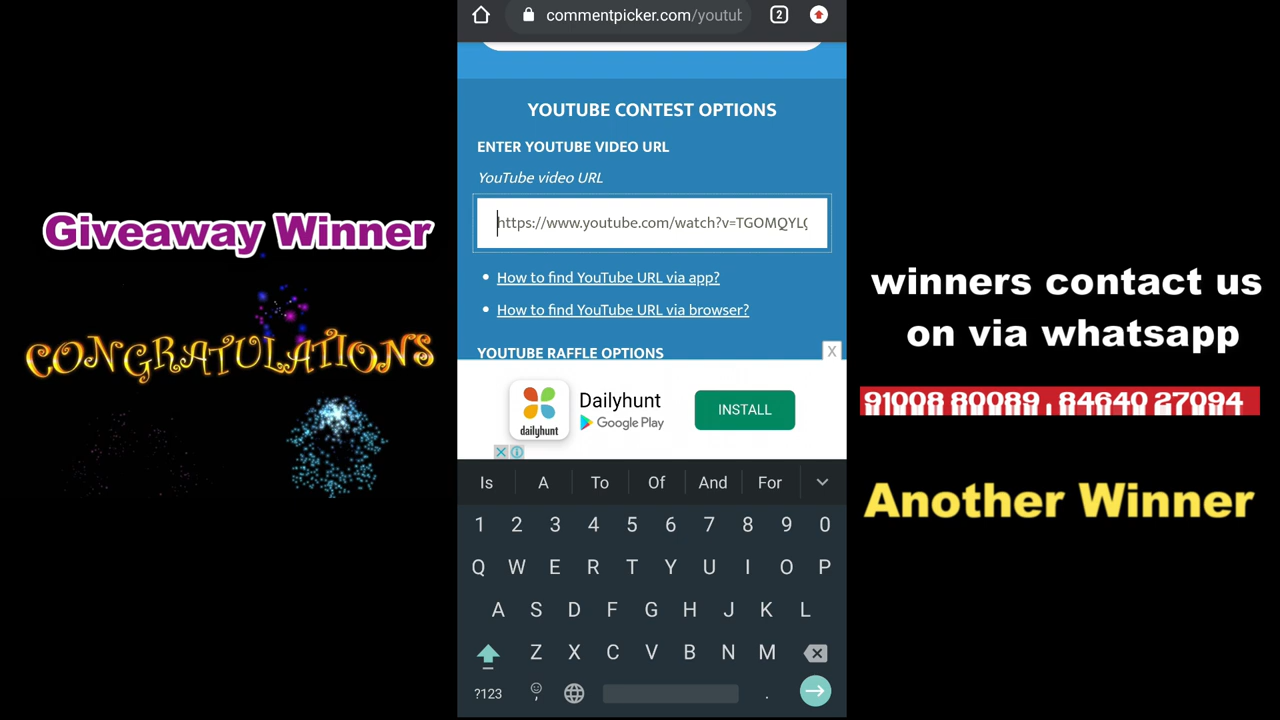 Giveaway Winner
CONGRATULATIONS
commentpicker.com/youtut
2
YOUTUBE CONTEST OPTIONS
ENTER YOUTUBE VIDEO URL
YouTube video URL
https://www.youtube.com/watch?v=TGOMQYLC
How to find YouTube URL via app?
How to find YouTube URL via browser?
YOUTUBE RAFFLE OPTIONS
X
Dailyhunt
Google Play
INSTALL
dailyhunt
Is A To Of And For
1 2 3 4 5 6 7 8 9 0
Q W E R T Y U I O P
A S D F G H J K L
Z X C V B N M
?123 , .
winners contact us
on via whatsapp
91008 80089 , 84640 27094
Another Winner